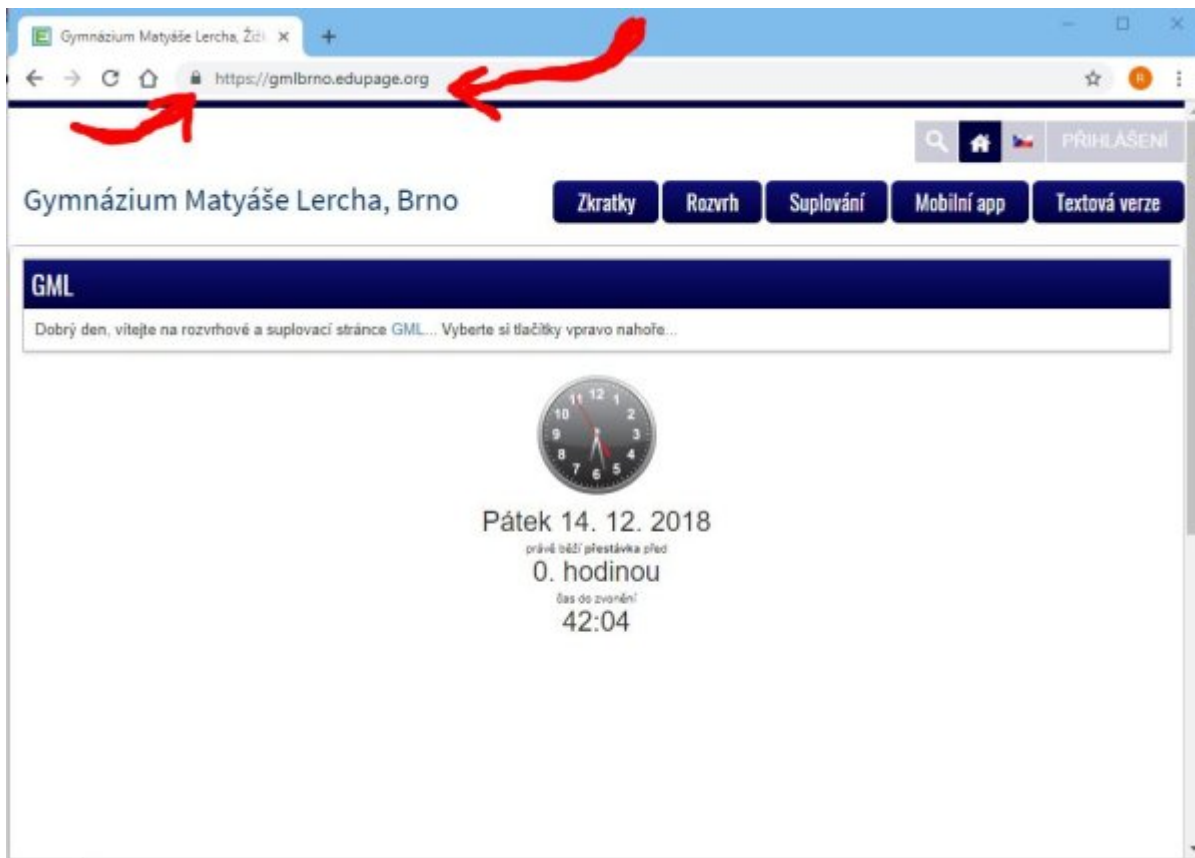 Gymnázium Matyáše Lercha, Žiž
https://gmlbrno.edupage.org
R
PŘIHLÁŠENÍ
Gymnázium Matyáše Lercha, Brno
Zkratky Rozvrh Suplování Mobilní app Textová verze
GML
Dobrý den, vítejte na rozvrhové a suplovací stránce GML... Vyberte si tlačítky vpravo nahoře...
12 1 2 3 4 5 6 7 8 9 10 11
Pátek 14. 12. 2018
právě běží přestávka před
0. hodinou
čas do zvonění
42:04